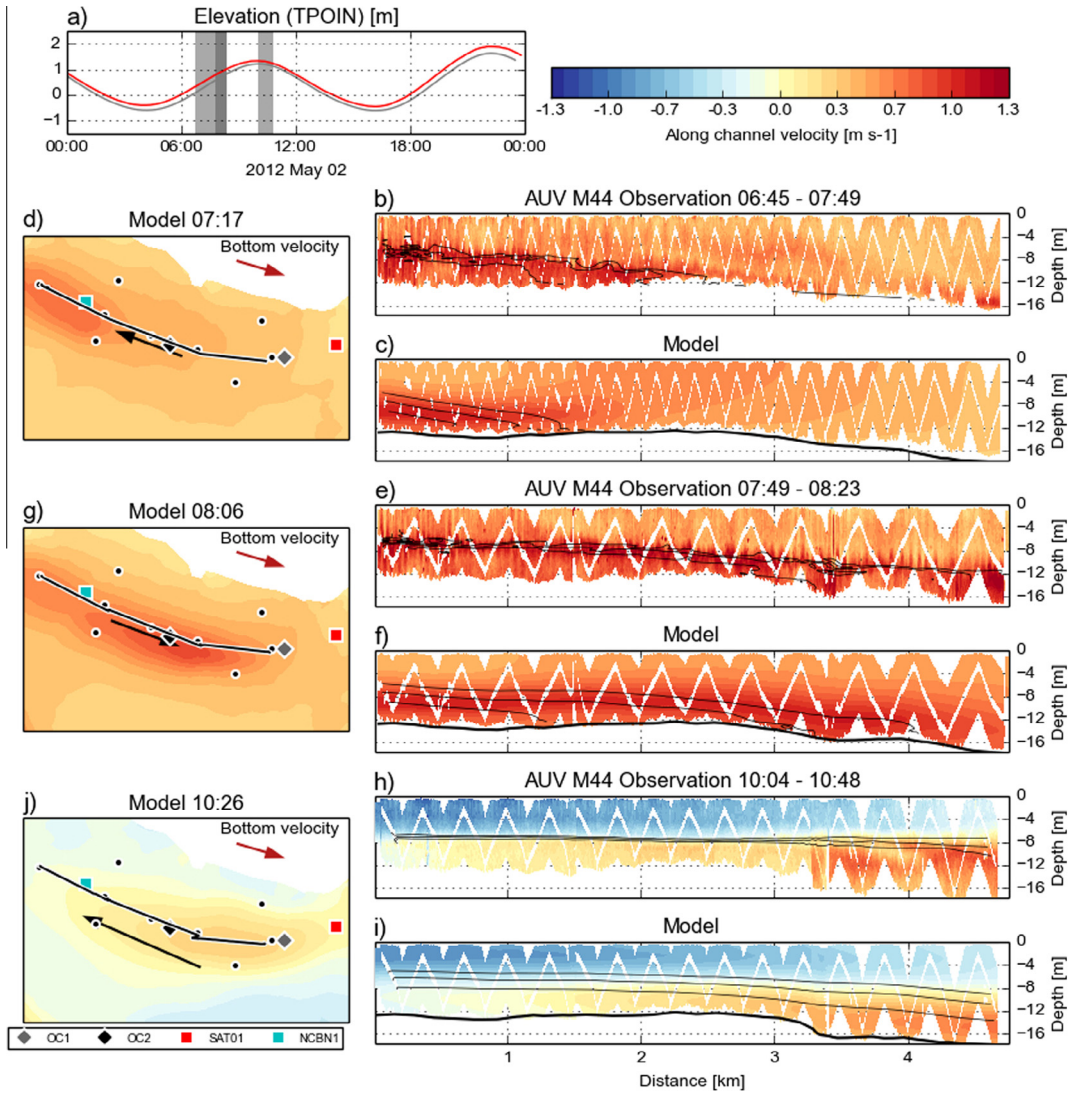 a) Elevation (TPOIN) [m]
2
1
0
−1
00:00 06:00 12:00 18:00 00:00
2012 May 02
-1.3 -1.0 -0.7 -0.3 0.0 0.3 0.7 1.0 1.3
Along channel velocity [m s-1]
d) Model 07:17
Bottom velocity
b) AUV M44 Observation 06:45 - 07:49
0
−4
−8
−12
−16
Depth [m]
c) Model
0
−4
−8
−12
−16
Depth [m]
g) Model 08:06
Bottom velocity
e) AUV M44 Observation 07:49 - 08:23
0
−4
−8
−12
−16
Depth [m]
f) Model
0
−4
−8
−12
−16
Depth [m]
j) Model 10:26
Bottom velocity
h) AUV M44 Observation 10:04 - 10:48
0
−4
−8
−12
−16
Depth [m]
i) Model
0
−4
−8
−12
−16
Depth [m]
OC1 OC2 SAT01 NCBN1
1 2 3 4
Distance [km]